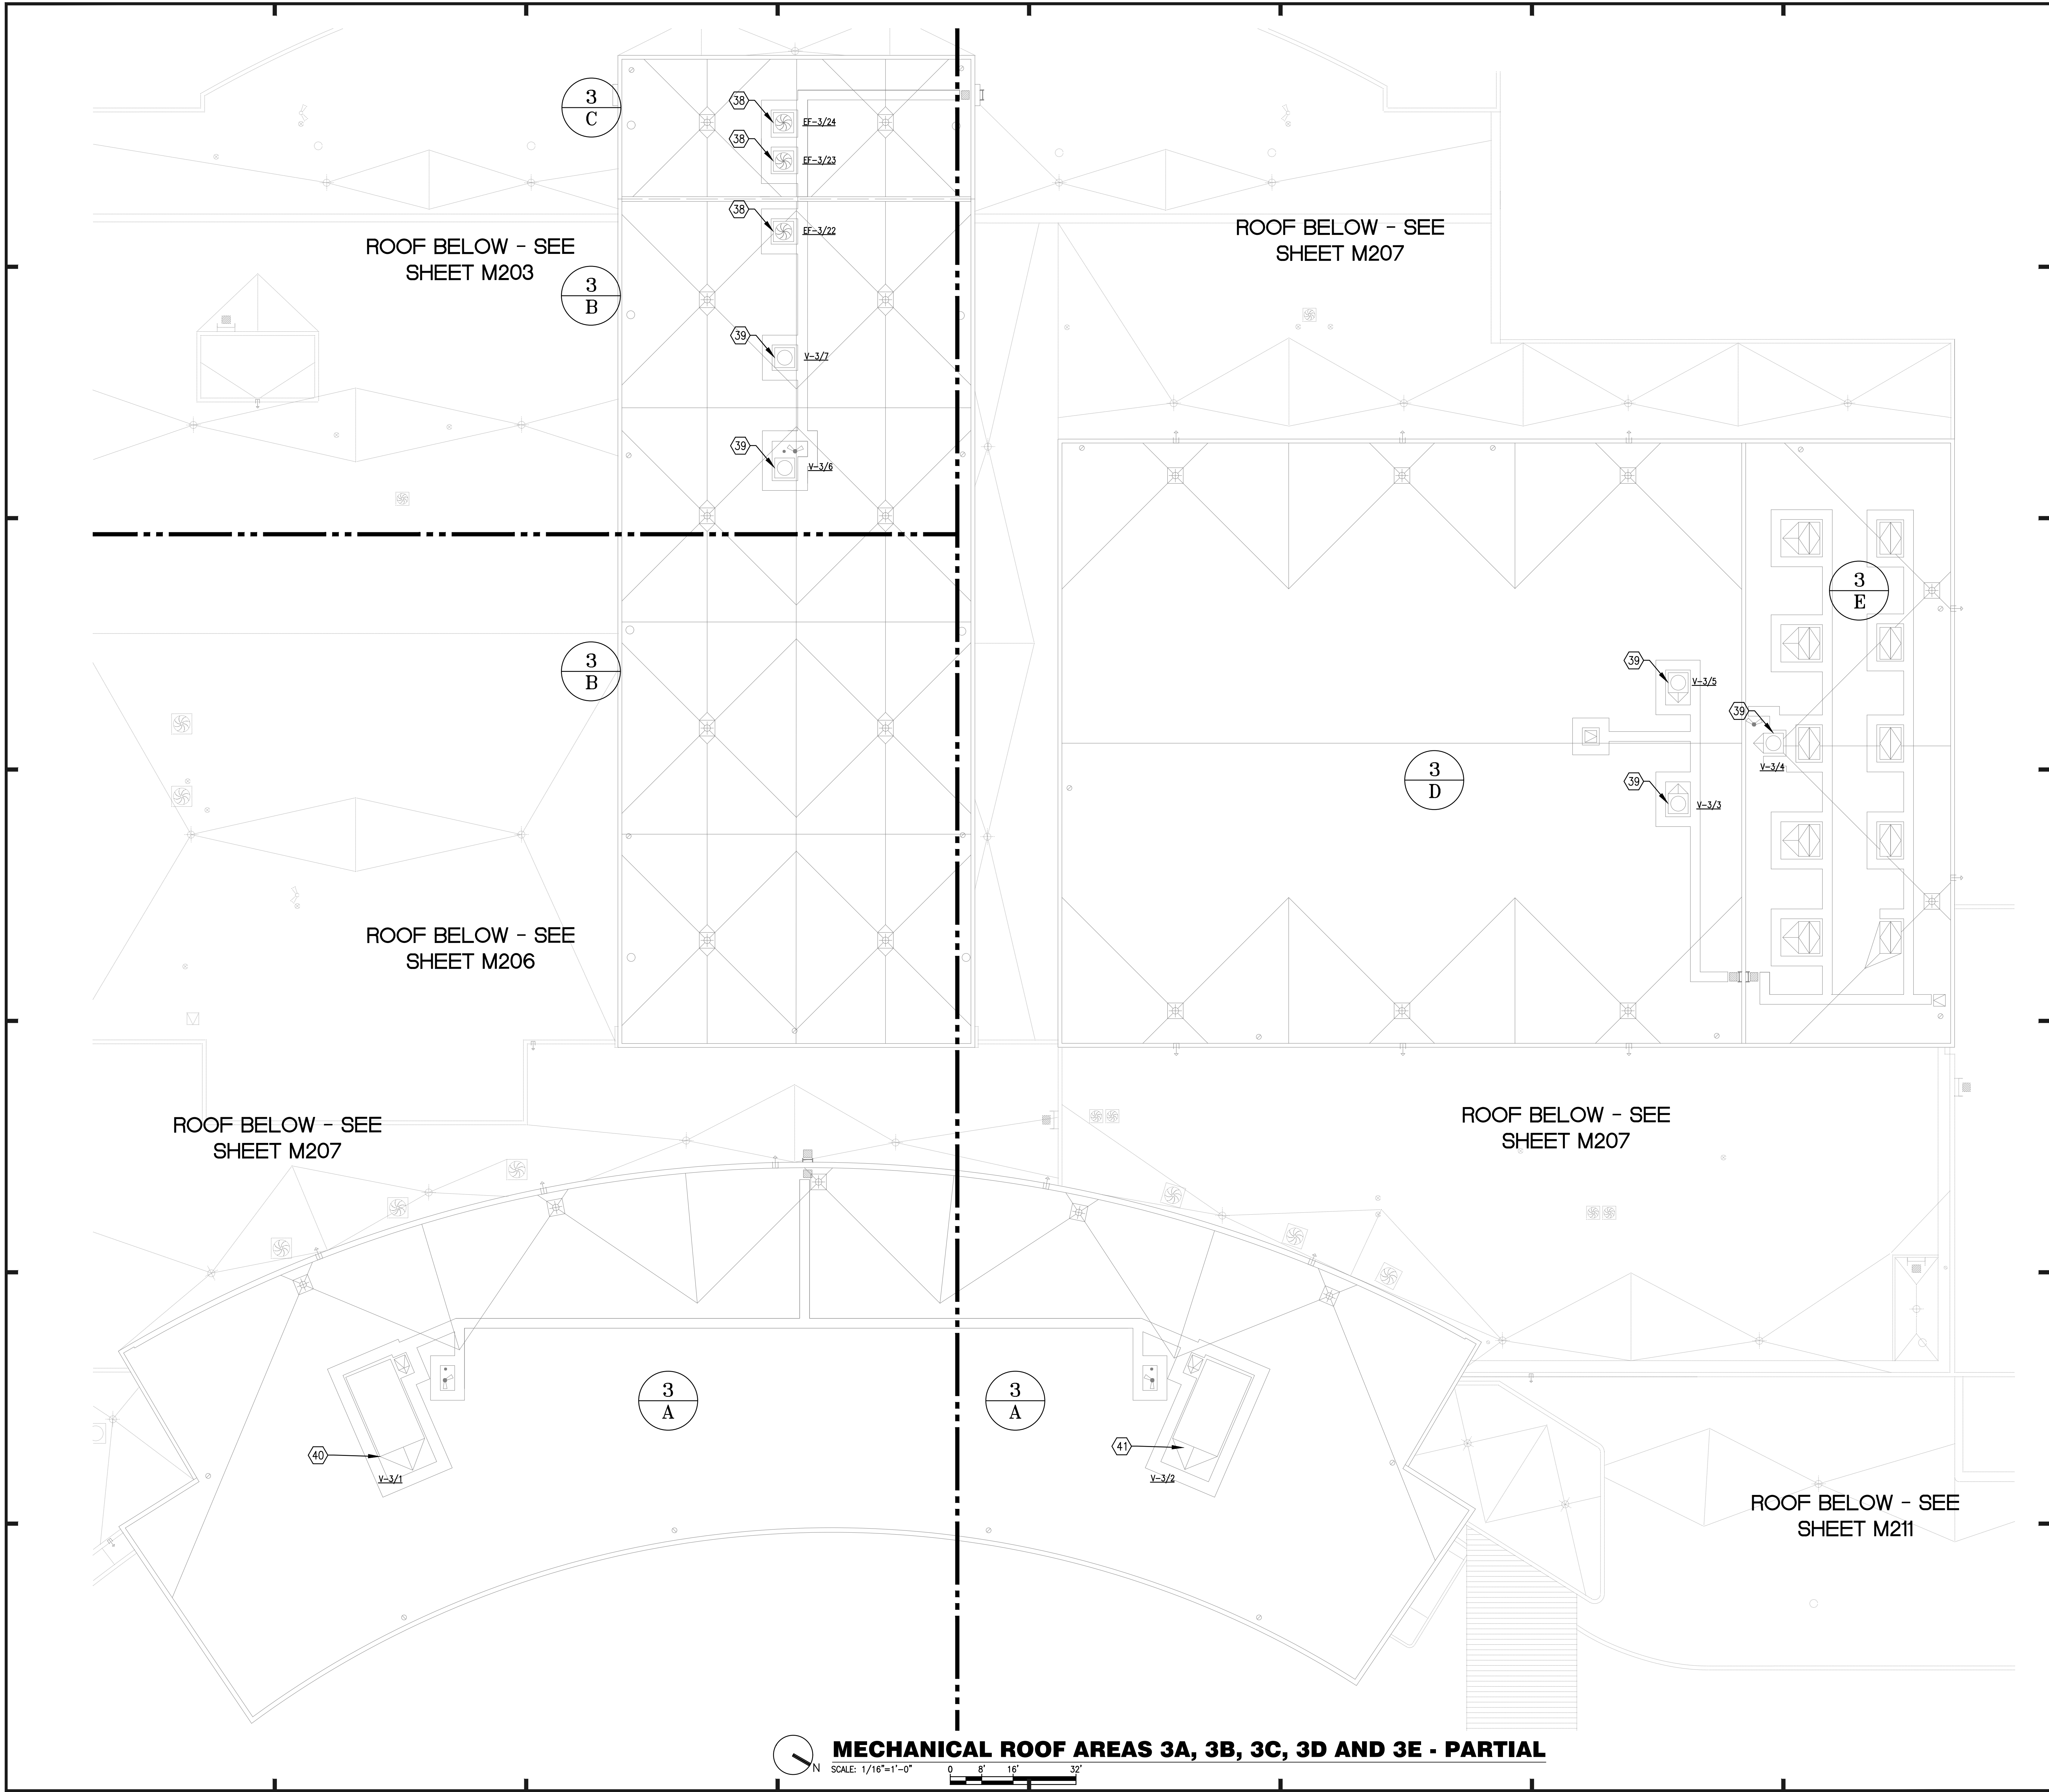 3
C
38
EF-3/24
38
EF-3/23
38
EF-3/22
ROOF BELOW - SEE
SHEET M203
ROOF BELOW - SEE
SHEET M207
3
B
39
V-3/7
39
V-3/6
3
E
3
B
39
V-3/5
39
V-3/4
3
D
39
V-3/3
ROOF BELOW - SEE
SHEET M206
ROOF BELOW - SEE
SHEET M207
ROOF BELOW - SEE
SHEET M207
3
A
3
A
40
V-3/1
41
V-3/2
ROOF BELOW - SEE
SHEET M211
N
MECHANICAL ROOF AREAS 3A, 3B, 3C, 3D AND 3E - PARTIAL
SCALE: 1/16"=1'-0"
0 8' 16' 32'